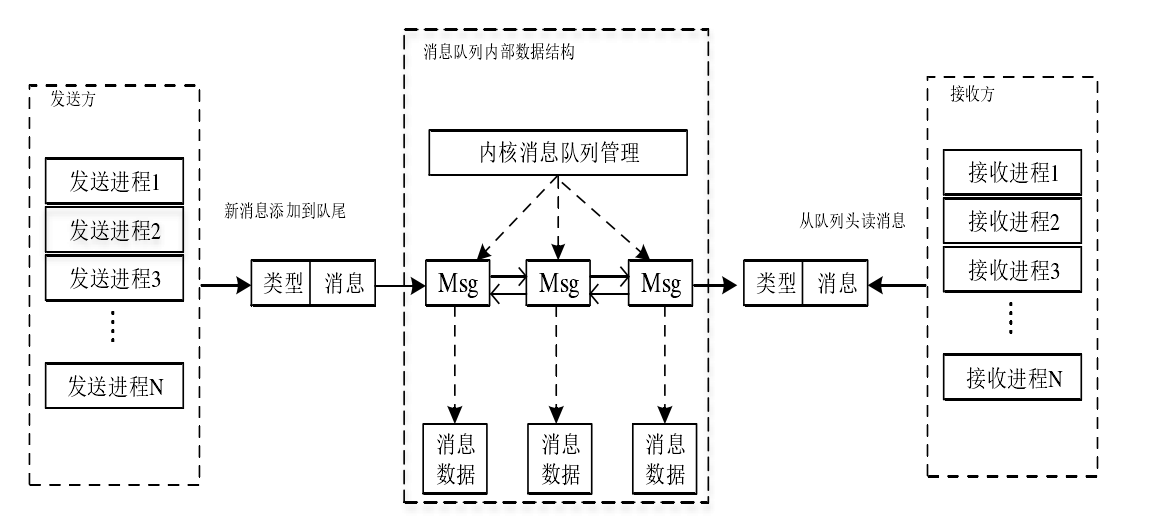 发送方
发送进程1
发送进程2
发送进程3
发送进程N
新消息添加到队尾
类型 消息
消息队列内部数据结构
内核消息队列管理
Msg Msg Msg
消息 消息 消息
数据 数据 数据
从队列头读消息
类型 消息
接收方
接收进程1
接收进程2
接收进程3
接收进程N